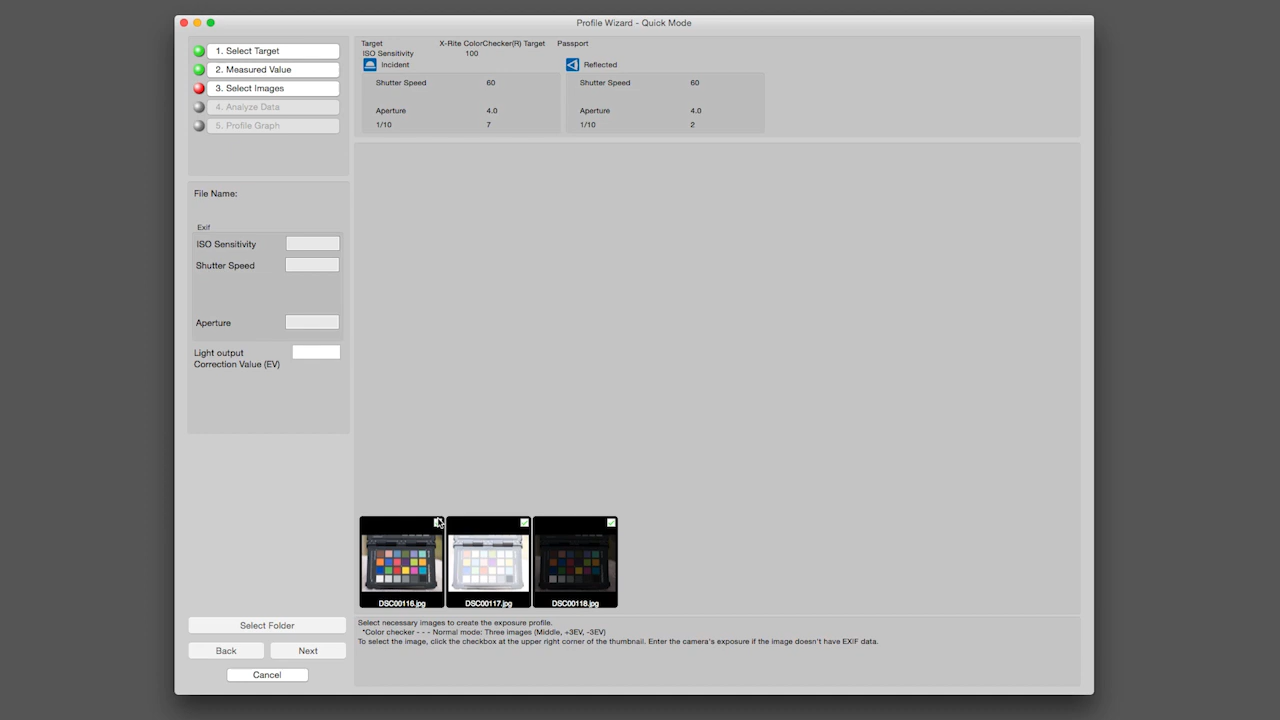 Profile Wizard - Quick Mode
1. Select Target
2. Measured Value
3. Select Images
4. Analyze Data
5. Profile Graph
Target X-Rite ColorChecker(R) Target Passport
ISO Sensitivity 100
Incident
Reflected
Shutter Speed 60
Shutter Speed 60
Aperture 4.0
Aperture 4.0
1/10 7
1/10 2
File Name:
Exif
ISO Sensitivity
Shutter Speed
Aperture
Light output
Correction Value (EV)
DSC00116.jpg
DSC00117.jpg
DSC00118.jpg
Select Folder
Back
Next
Cancel
Select necessary images to create the exposure profile.
*Color checker - - - Normal mode: Three images (Middle, +3EV, -3EV)
To select the image, click the checkbox at the upper right corner of the thumbnail. Enter the camera's exposure if the image doesn't have EXIF data.